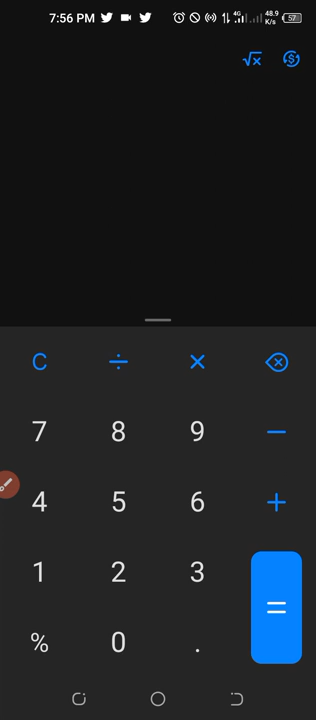 7:56 PM 4G 48.9 K/s 57
√x $
C ÷ × 
7 8 9 −
4 5 6 +
1 2 3 =
% 0 .